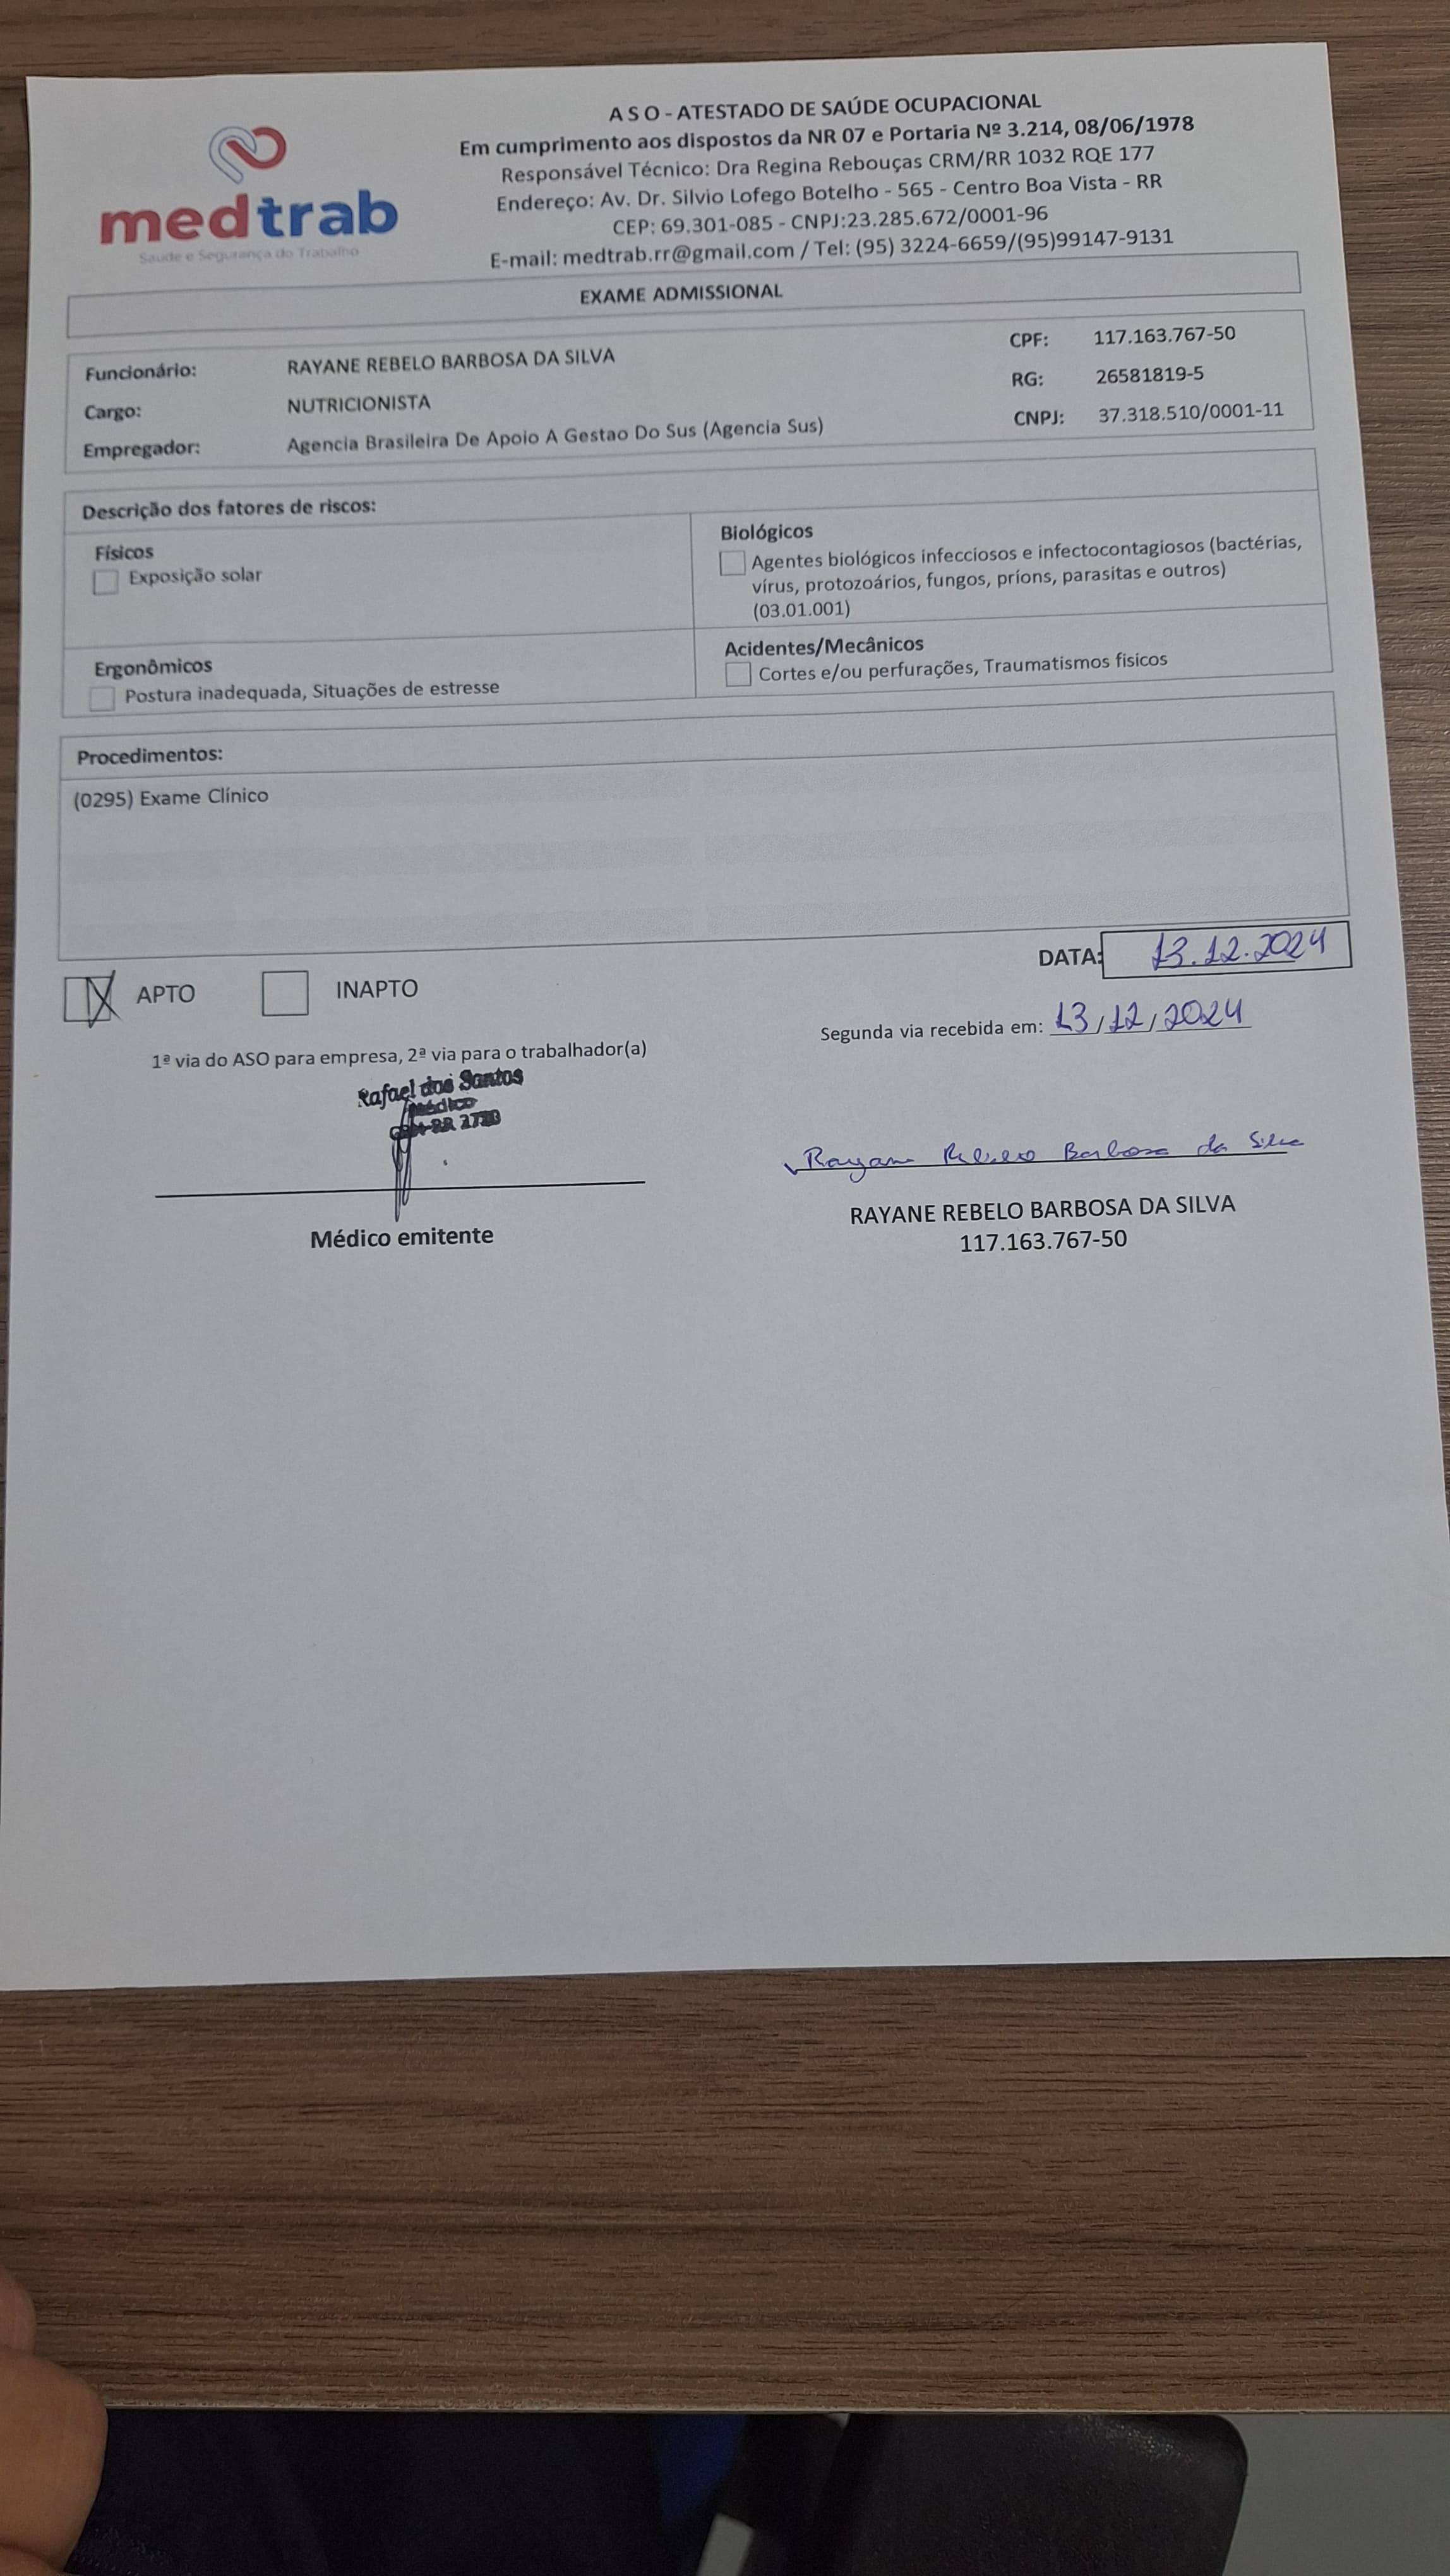 medtrab
Saúde e Segurança do Trabalho
A S O - ATESTADO DE SAÚDE OCUPACIONAL
Em cumprimento aos dispostos da NR 07 e Portaria Nº 3.214, 08/06/1978
Responsável Técnico: Dra Regina Rebouças CRM/RR 1032 RQE 177
Endereço: Av. Dr. Silvio Lofego Botelho - 565 - Centro Boa Vista - RR
CEP: 69.301-085 - CNPJ:23.285.672/0001-96
E-mail: medtrab.rr@gmail.com / Tel: (95) 3224-6659/(95)99147-9131
EXAME ADMISSIONAL
Funcionário: RAYANE REBELO BARBOSA DA SILVA CPF: 117.163.767-50
Cargo: NUTRICIONISTA RG: 26581819-5
Empregador: Agencia Brasileira De Apoio A Gestao Do Sus (Agencia Sus) CNPJ: 37.318.510/0001-11
Descrição dos fatores de riscos:
Físicos
Exposição solar
Biológicos
Agentes biológicos infecciosos e infectocontagiosos (bactérias,
vírus, protozoários, fungos, príons, parasitas e outros)
(03.01.001)
Ergonômicos
Postura inadequada, Situações de estresse
Acidentes/Mecânicos
Cortes e/ou perfurações, Traumatismos fisicos
Procedimentos:
(0295) Exame Clínico
DATA: 13.12.2024
X APTO INAPTO
Segunda via recebida em: 13/12/2024
1ª via do ASO para empresa, 2ª via para o trabalhador(a)
Rafael dos Santos
Médico
Médico emitente
Rayane Rebelo Barbosa da Silva
RAYANE REBELO BARBOSA DA SILVA
117.163.767-50